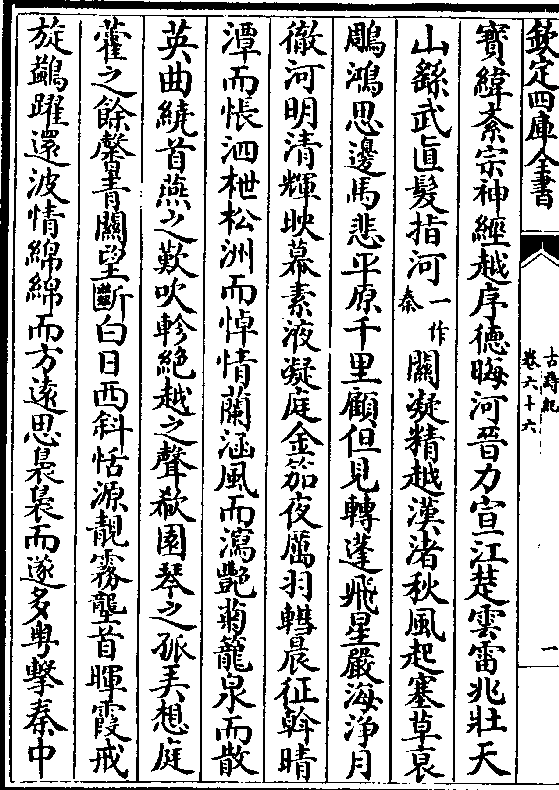 欽定四庫全書
古詩紀
卷六十六
一
寳緯紊宗神經越序德晦河晉力宣江楚雲雷兆壯天
山繇武直髮指河一作秦關凝精越漢渚秋風起塞草哀
鵰鴻思邊馬悲平原千里顧但見轉蓬飛星嚴海浄月
徹河明清輝映幕素液凝庭金笳夜厲羽轊晨征斡晴
潭而悵泗枻松洲而悼情蘭涵風而瀉艷菊籠泉而散
英曲繞首燕之歎吹軫絶越之聲欷園琴之孤弄想庭
藿之餘馨青關望斷白日西斜恬源靚霧壟首暉霞戒
旋鷁躍還波情綿綿而方逺思裊裊而遂多粤擊秦中